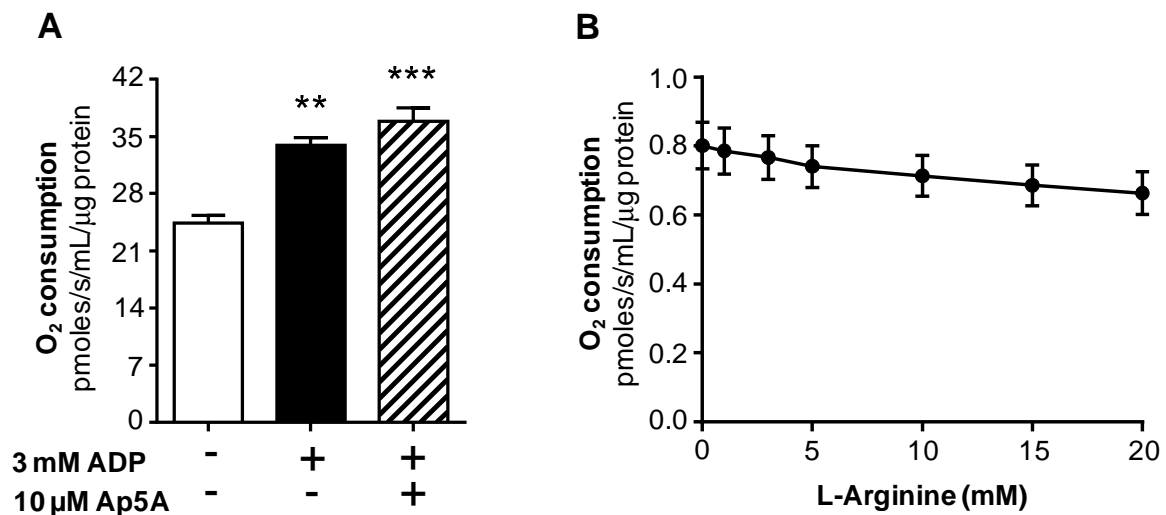 A
O₂ consumption
pmoles/s/mL/µg protein
42
35
28
21
14
7
0
**
***
3 mM ADP - + +
10 µM Ap5A - - +
B
O₂ consumption
pmoles/s/mL/µg protein
1.0
0.8
0.6
0.4
0.2
0.0
0 5 10 15 20
L-Arginine (mM)